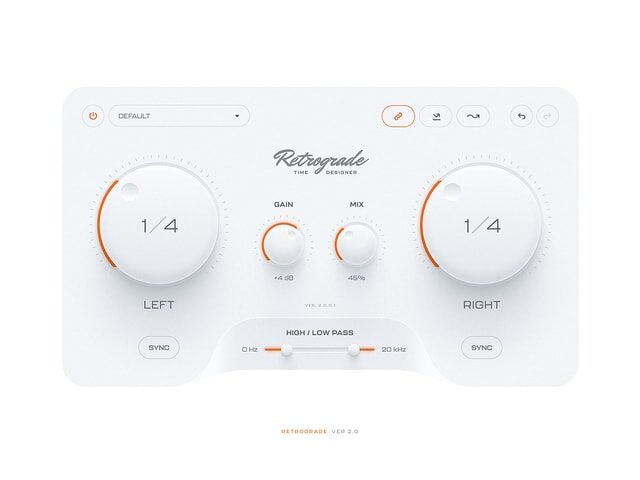 DEFAULT
Retrograde
TIME DESIGNER
GAIN
MIX
1/4
1/4
+4 dB
45%
LEFT
VER. 2.0.0.1
RIGHT
HIGH / LOW PASS
SYNC
0 Hz
20 kHz
SYNC
RETROGRADE VER 2.0